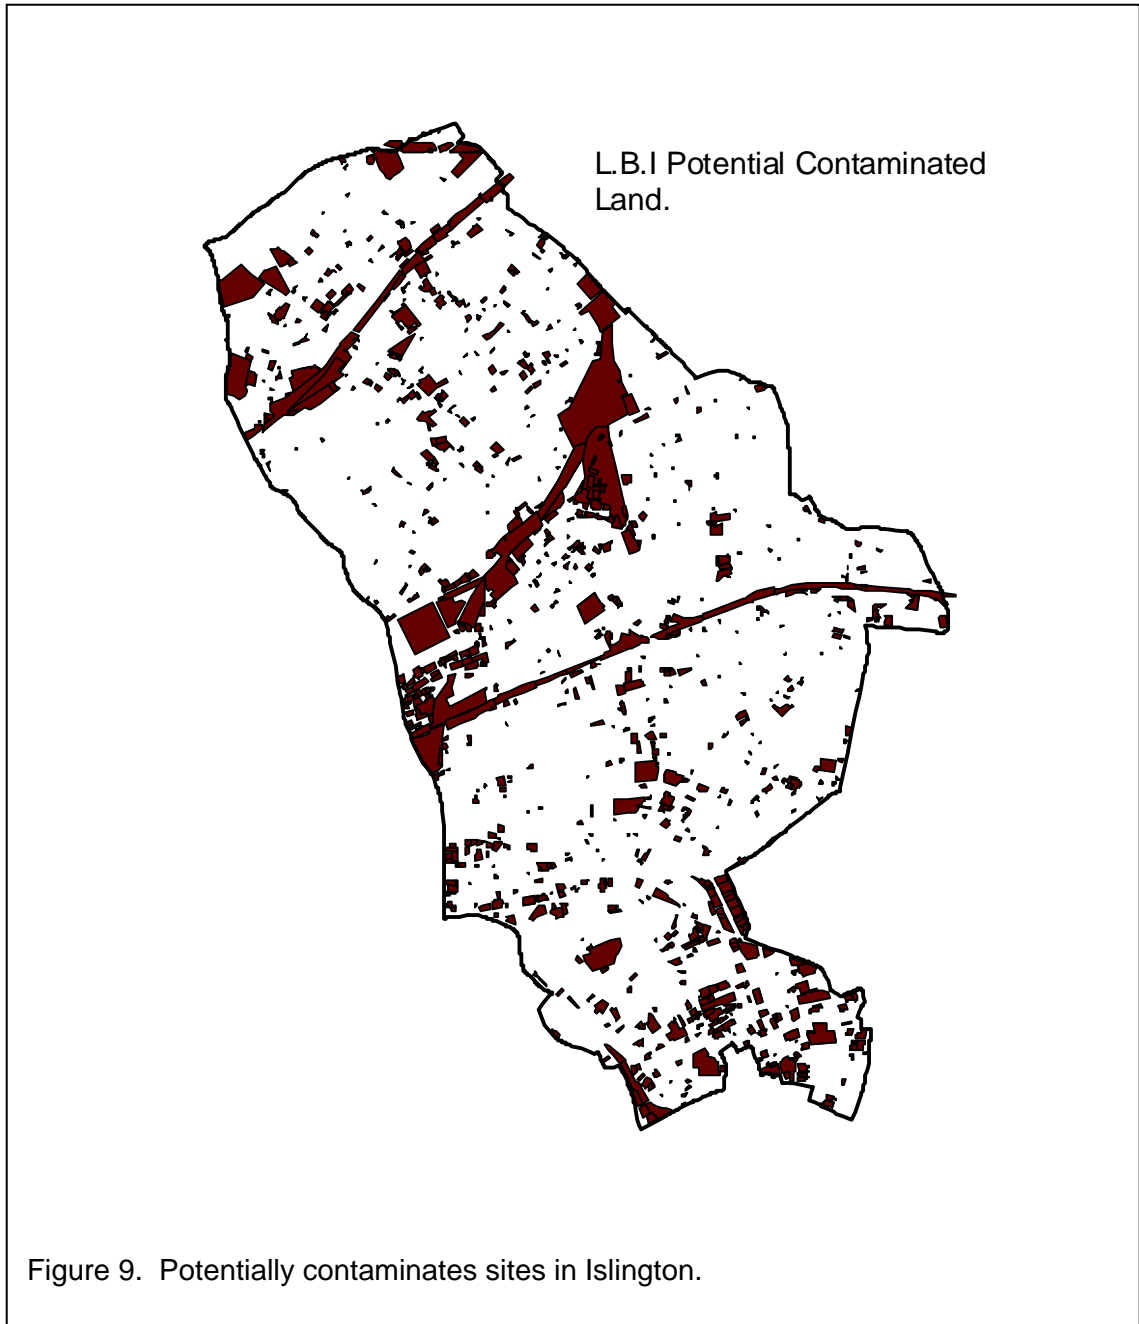 L.B.I Potential Contaminated
Land.
Figure 9. Potentially contaminates sites in Islington.